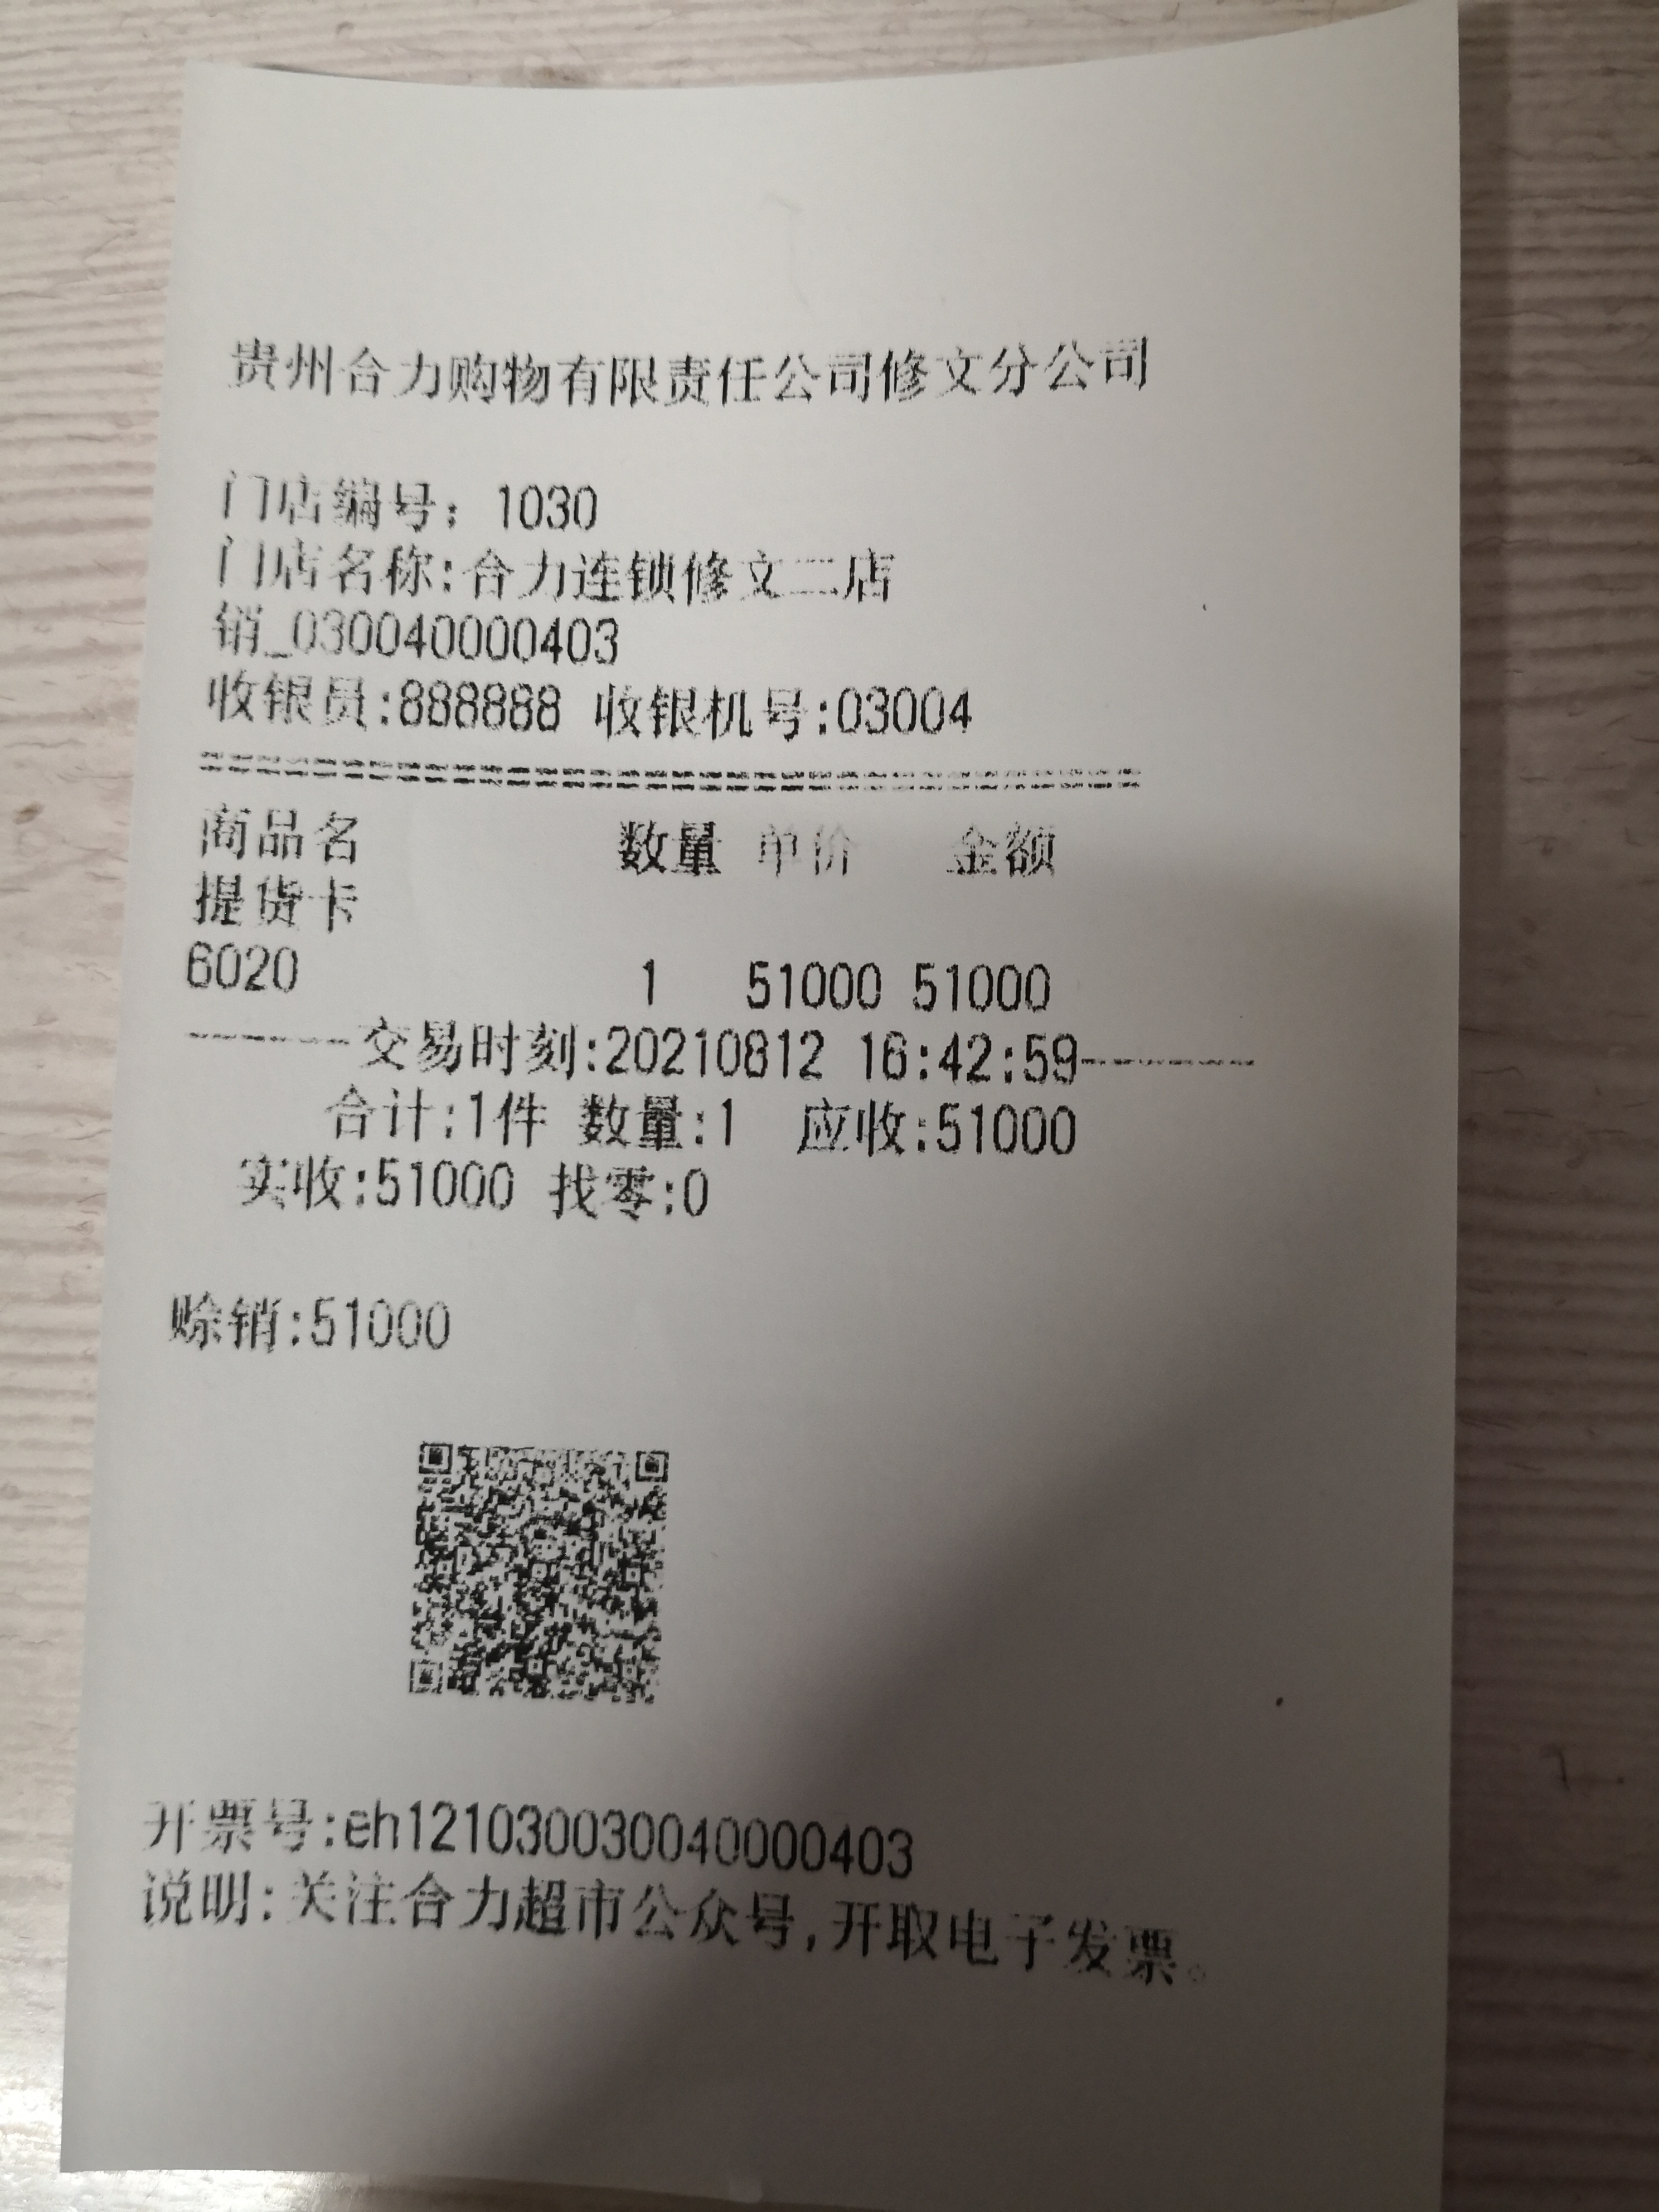 贵州合力购物有限责任公司修文分公司
门店编号：1030
门店名称:合力连锁修文二店
销_030040000403
收银员:888888 收银机号:03004
商品名 数量 单价 金额
提货卡
6020 1 51000 51000
------交易时刻:20210812 16:42:59------
合计:1件 数量:1 应收:51000
实收:51000 找零:0
赊销:51000
开票号:eh121030030040000403
说明:关注合力超市公众号,开取电子发票。